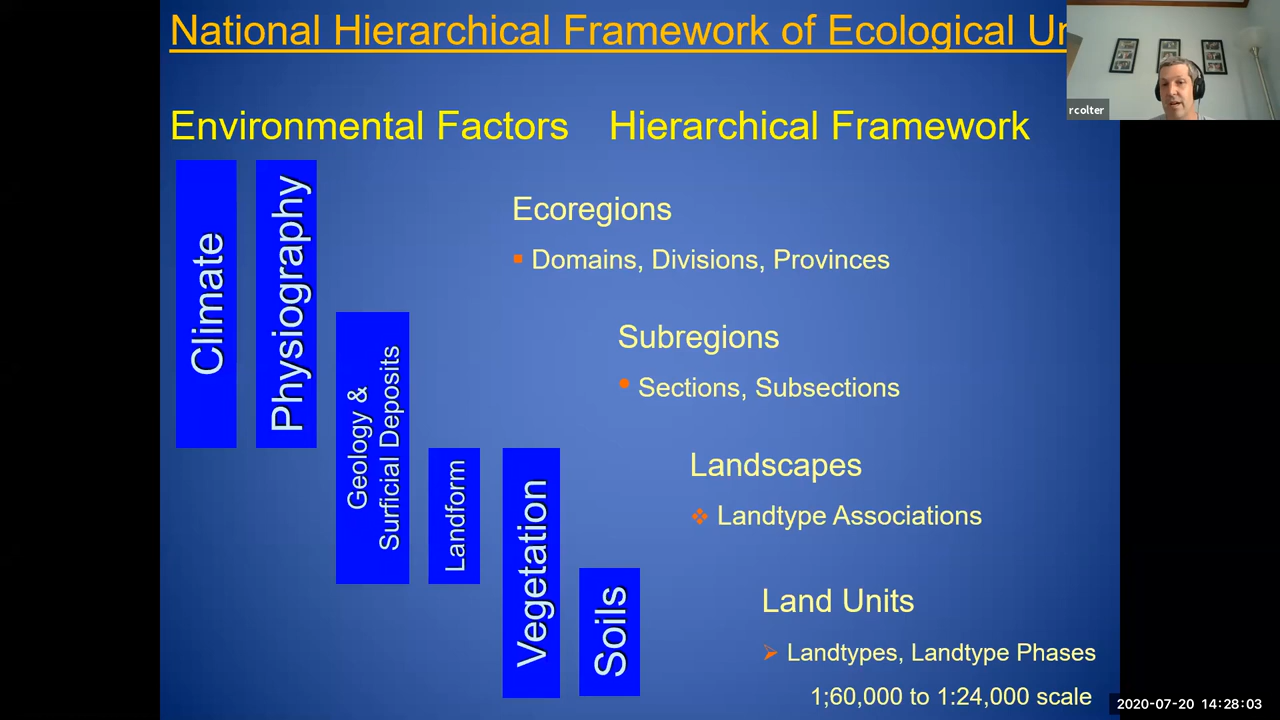 National Hierarchical Framework of Ecological
rcolter
Environmental Factors
Hierarchical Framework
Climate
Physiography
Geology &
Surficial Deposits
Landform
Vegetation
Soils
Ecoregions
Domains, Divisions, Provinces
Subregions
Sections, Subsections
Landscapes
Landtype Associations
Land Units
Landtypes, Landtype Phases
1;60,000 to 1:24,000 scale
2020-07-20 14:28:03